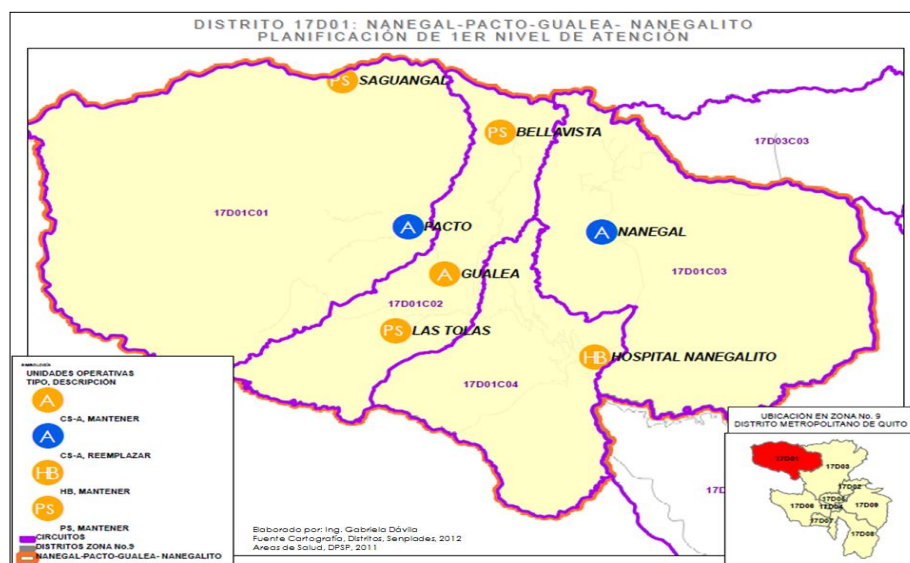 DISTRITO 17D01: NANEGAL-PACTO-GUALEA- NANEGALITO
PLANIFICACIÓN DE 1ER NIVEL DE ATENCIÓN
PS SAGUANGAL
PS BELLAVISTA
17D03C03
17D01C01
A PACTO
A NANEGAL
A GUALEA
17D01C03
17D01C02
PS LAS TOLAS
HB HOSPITAL NANEGALITO
17D01C04
UNIDADES OPERATIVAS
TIPO, DESCRIPCIÓN
A
CS-A, MANTENER
A
CS-A, REEMPLAZAR
HB
HB, MANTENER
PS
PS, MANTENER
CIRCUITOS
DISTRITOS ZONA No.9
NANEGAL-PACTO-GUALEA- NANEGALITO
Elaborado por: Ing. Gabriela Dávila
Fuente Cartografía, Distritos, Senplades, 2012
Areas de Salud, DPSP, 2011
UBICACIÓN EN ZONA No. 9
DISTRITO METROPOLITANO DE QUITO
17D01
17D03
17D02
17D05
17D06
17D04
17D09
17D07
17D08